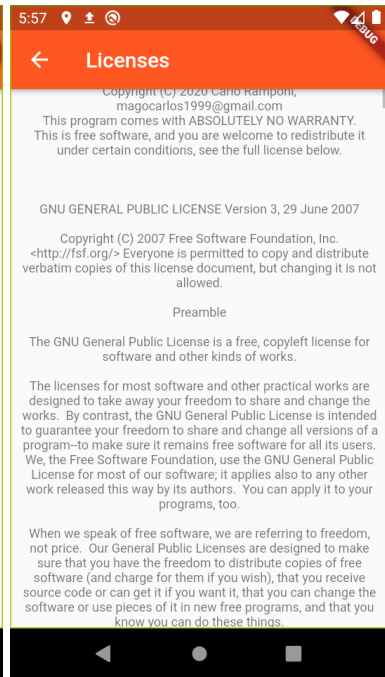 5:57
DEBUG
Licenses
Copyright (C) 2020 Carlo Ramponi,
magocarlos1999@gmail.com
This program comes with ABSOLUTELY NO WARRANTY.
This is free software, and you are welcome to redistribute it
under certain conditions, see the full license below.
GNU GENERAL PUBLIC LICENSE Version 3, 29 June 2007
Copyright (C) 2007 Free Software Foundation, Inc.
<http://fsf.org/> Everyone is permitted to copy and distribute
verbatim copies of this license document, but changing it is not
allowed.
Preamble
The GNU General Public License is a free, copyleft license for
software and other kinds of works.
The licenses for most software and other practical works are
designed to take away your freedom to share and change the
works.  By contrast, the GNU General Public License is intended
to guarantee your freedom to share and change all versions of a
program--to make sure it remains free software for all its users.
We, the Free Software Foundation, use the GNU General Public
License for most of our software; it applies also to any other
work released this way by its authors.  You can apply it to your
programs, too.
When we speak of free software, we are referring to freedom,
not price.  Our General Public Licenses are designed to make
sure that you have the freedom to distribute copies of free
software (and charge for them if you wish), that you receive
source code or can get it if you want it, that you can change the
software or use pieces of it in new free programs, and that you
know you can do these things.